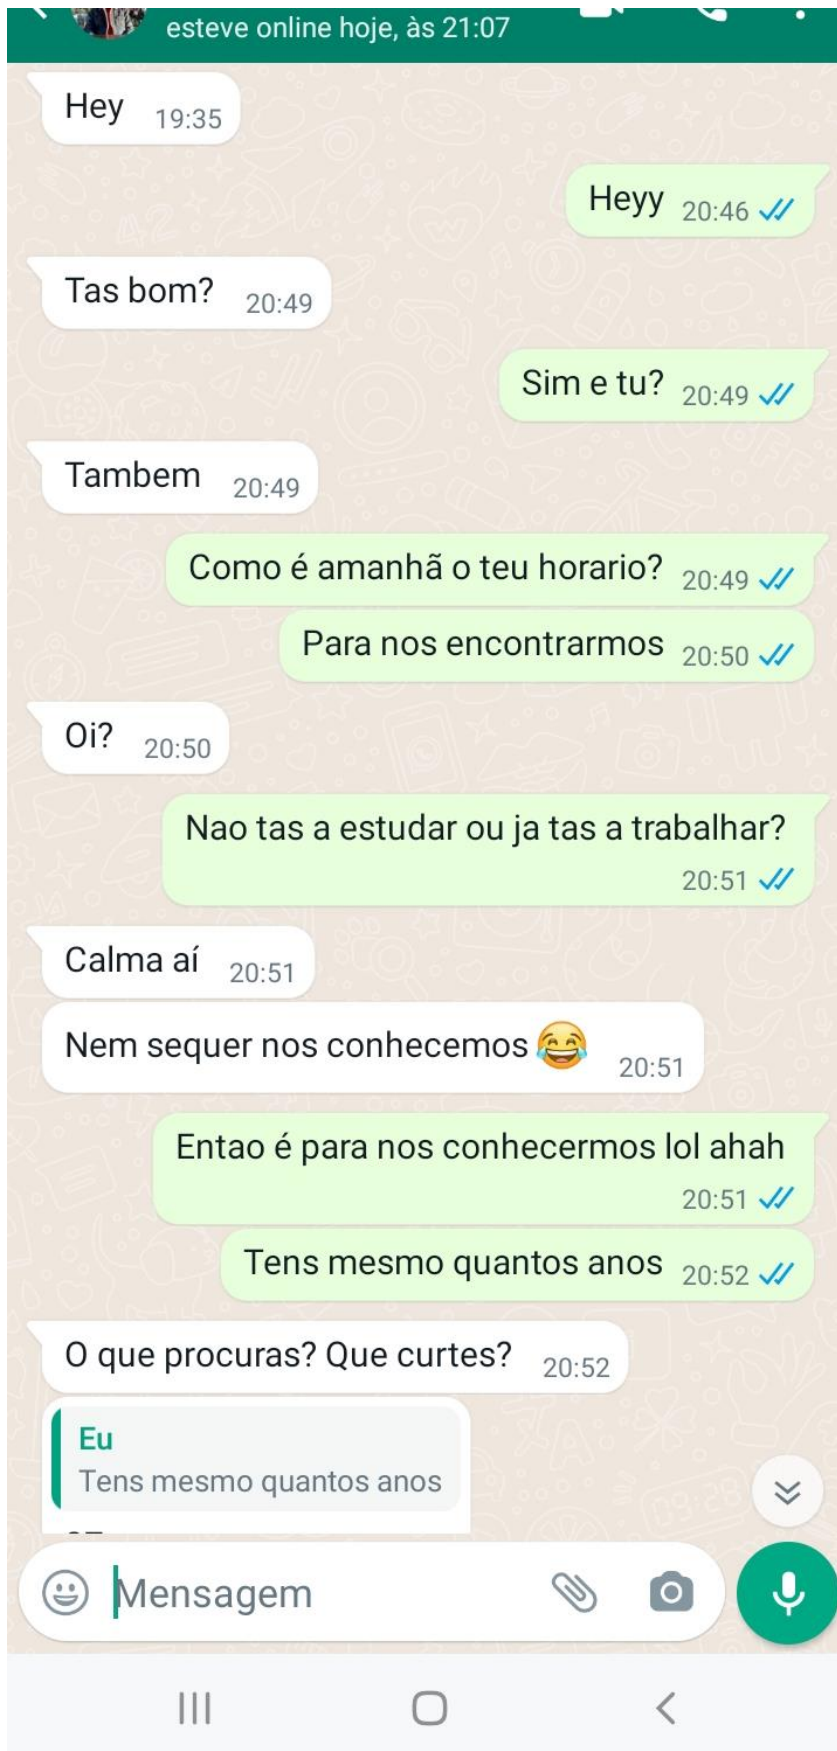 esteve online hoje, às 21:07
Hey 19:35
Heyy 20:46
Tas bom? 20:49
Sim e tu? 20:49
Tambem 20:49
Como é amanhã o teu horario? 20:49
Para nos encontrarmos 20:50
Oi? 20:50
Nao tas a estudar ou ja tas a trabalhar?
20:51
Calma aí 20:51
Nem sequer nos conhecemos 😂 20:51
Entao é para nos conhecermos lol ahah
20:51
Tens mesmo quantos anos 20:52
O que procuras? Que curtes? 20:52
Eu
Tens mesmo quantos anos
Mensagem